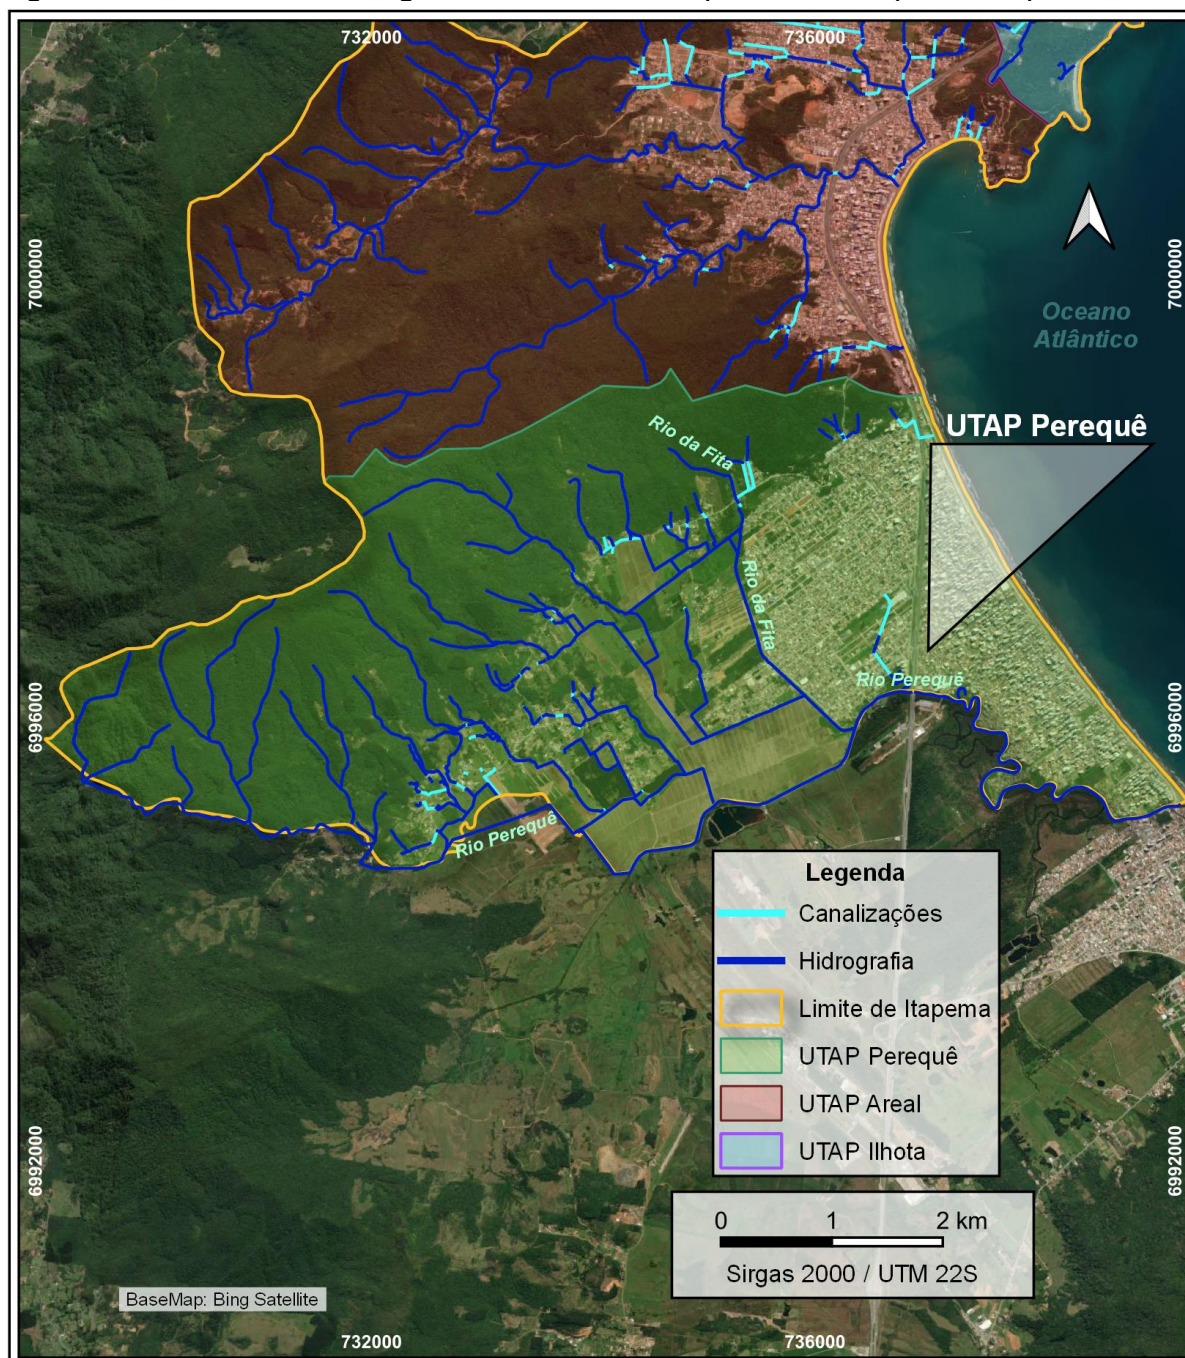 732000
736000
7000000
7000000
Oceano
Atlântico
UTAP Perequê
Rio da Fita
Rio da Fita
Rio Perequê
6996000
6996000
Rio Perequê
Legenda
Canalizações
Hidrografia
Limite de Itapema
UTAP Perequê
UTAP Areal
UTAP Ilhota
6992000
6992000
0 1 2 km
Sirgas 2000 / UTM 22S
BaseMap: Bing Satellite
732000
736000